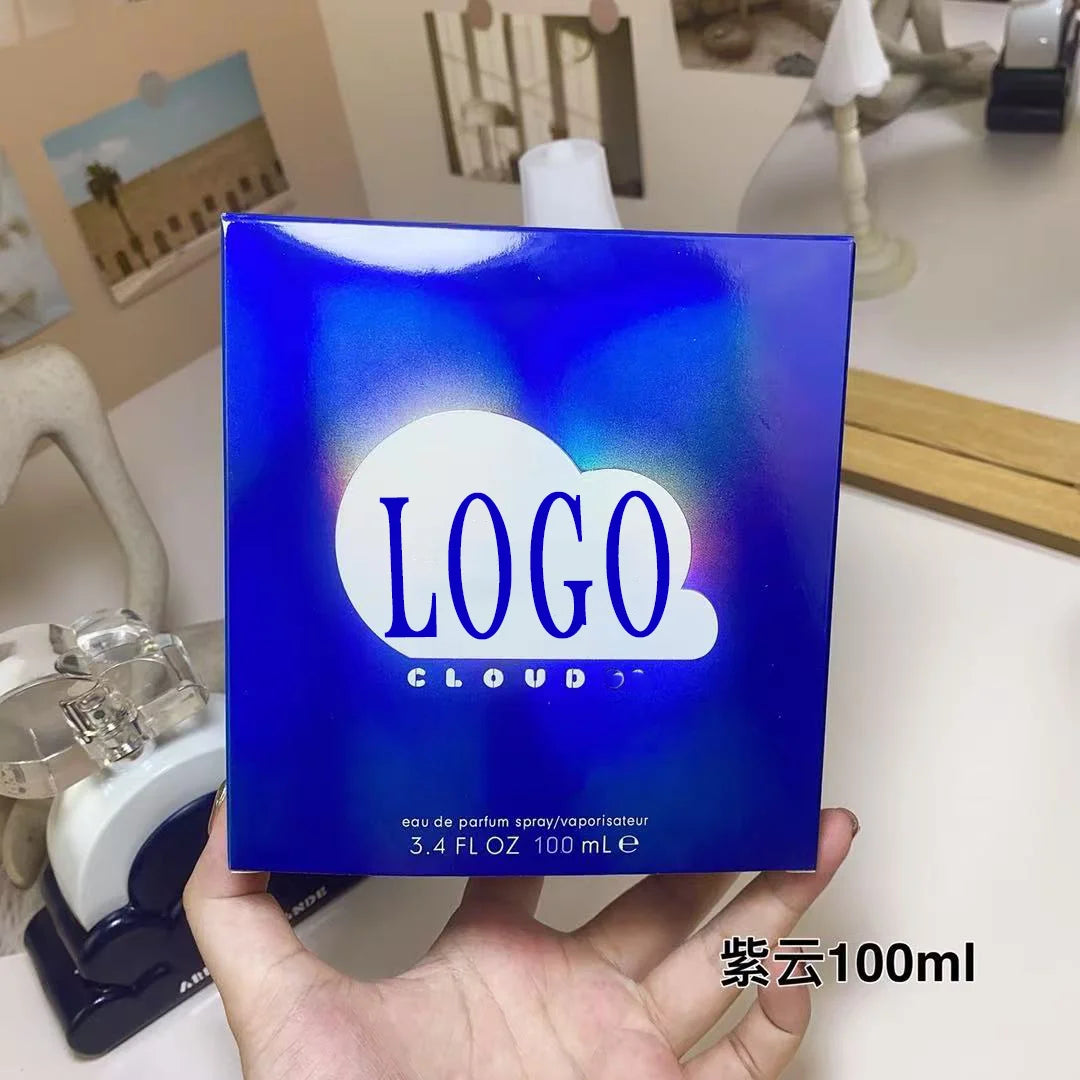 LOGO
CLOUD
eau de parfum spray/vaporisateur
3.4 FL OZ 100 mL ℮
紫云100ml